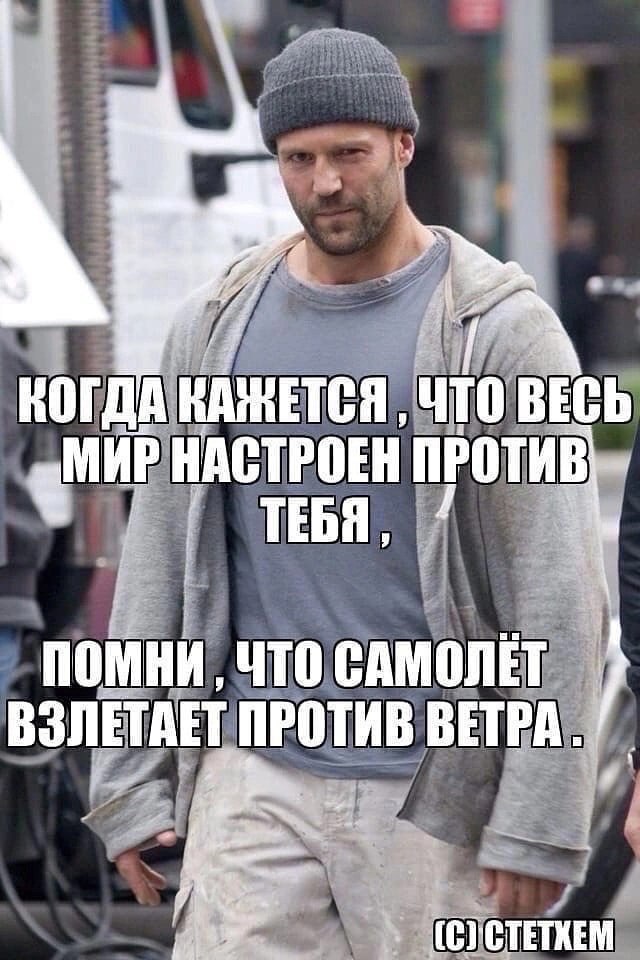 КОГДА КАЖЕТСЯ , ЧТО ВЕСЬ
МИР НАСТРОЕН ПРОТИВ
ТЕБЯ ,
ПОМНИ , ЧТО САМОЛЁТ
ВЗЛЕТАЕТ ПРОТИВ ВЕТРА .
(С) СТЕТХЕМ